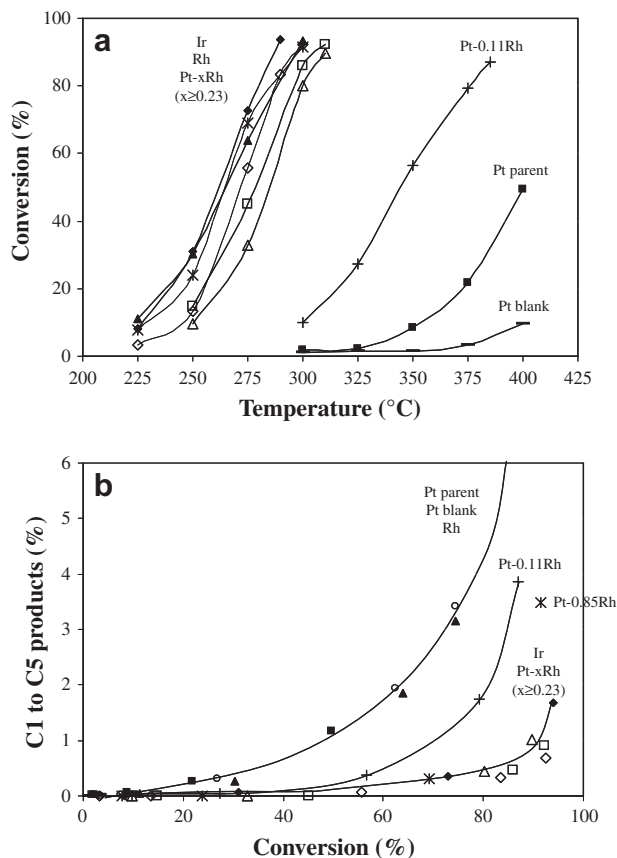 a
Ir
Rh
Pt-xRh
(x≥0.23)
Pt-0.11Rh
Pt parent
Pt blank
100
80
60
40
20
0
Conversion (%)
200 225 250 275 300 325 350 375 400 425
Temperature (°C)
b
Pt parent
Pt blank
Rh
Pt-0.11Rh
Pt-0.85Rh
Ir
Pt-xRh
(x≥0.23)
6
5
4
3
2
1
0
C1 to C5 products (%)
0 20 40 60 80 100
Conversion (%)